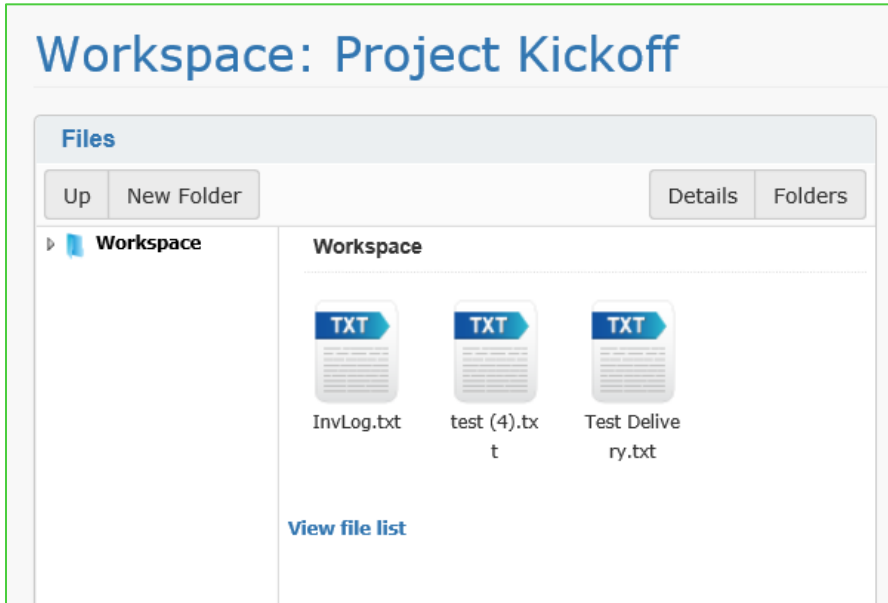 Workspace: Project Kickoff
Files
Up New Folder Details Folders
Workspace
Workspace
TXT TXT TXT
InvLog.txt test (4).tx Test Delive
t ry.txt
View file list